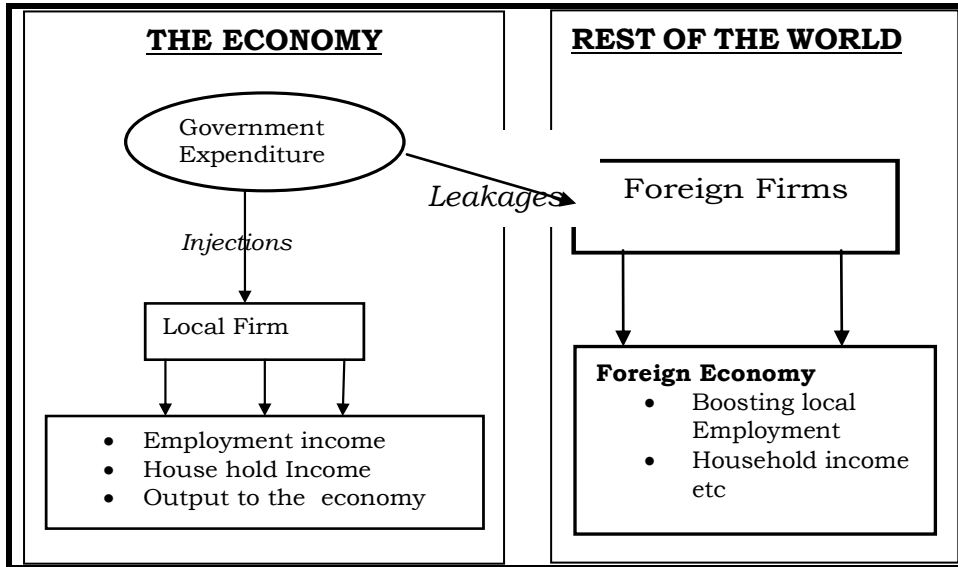 THE ECONOMY
Government
Expenditure
Injections
Local Firm
• Employment income
• House hold Income
• Output to the economy
Leakages
REST OF THE WORLD
Foreign Firms
Foreign Economy
• Boosting local
Employment
• Household income
etc